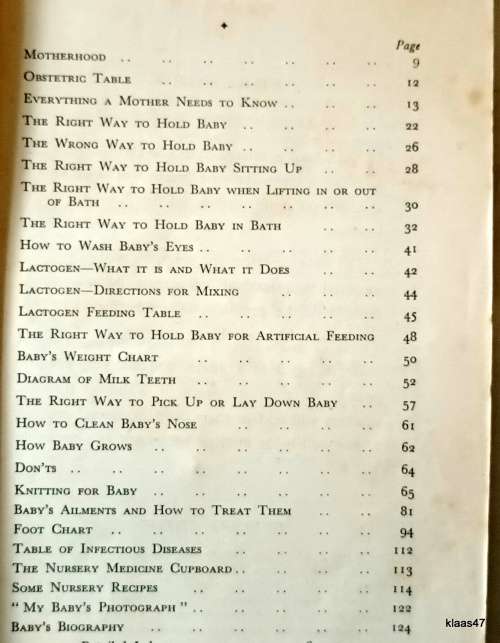 Page
Motherhood .. .. .. .. .. .. .. 9
Obstetric Table .. .. .. .. .. .. 12
Everything a Mother Needs to Know .. .. .. 13
The Right Way to Hold Baby .. .. .. .. 22
The Wrong Way to Hold Baby .. .. .. .. 26
The Right Way to Hold Baby Sitting Up .. .. 28
The Right Way to Hold Baby when Lifting in or out
of Bath .. .. .. .. .. .. .. 30
The Right Way to Hold Baby in Bath .. .. 32
How to Wash Baby's Eyes .. .. .. .. .. 41
Lactogen—What it is and What it Does .. .. 42
Lactogen—Directions for Mixing .. .. .. 44
Lactogen Feeding Table .. .. .. .. .. 45
The Right Way to Hold Baby for Artificial Feeding 48
Baby's Weight Chart .. .. .. .. .. 50
Diagram of Milk Teeth .. .. .. .. .. 52
The Right Way to Pick Up or Lay Down Baby .. 57
How to Clean Baby's Nose .. .. .. .. 61
How Baby Grows .. .. .. .. .. .. 62
Don'ts .. .. .. .. .. .. .. .. 64
Knitting for Baby .. .. .. .. .. .. 65
Baby's Ailments and How to Treat Them .. .. 81
Foot Chart .. .. .. .. .. .. .. 94
Table of Infectious Diseases .. .. .. .. 112
The Nursery Medicine Cupboard .. .. .. .. 113
Some Nursery Recipes .. .. .. .. .. 114
" My Baby's Photograph " .. .. .. .. .. 122
Baby's Biography .. .. .. .. .. .. 124
klaas47